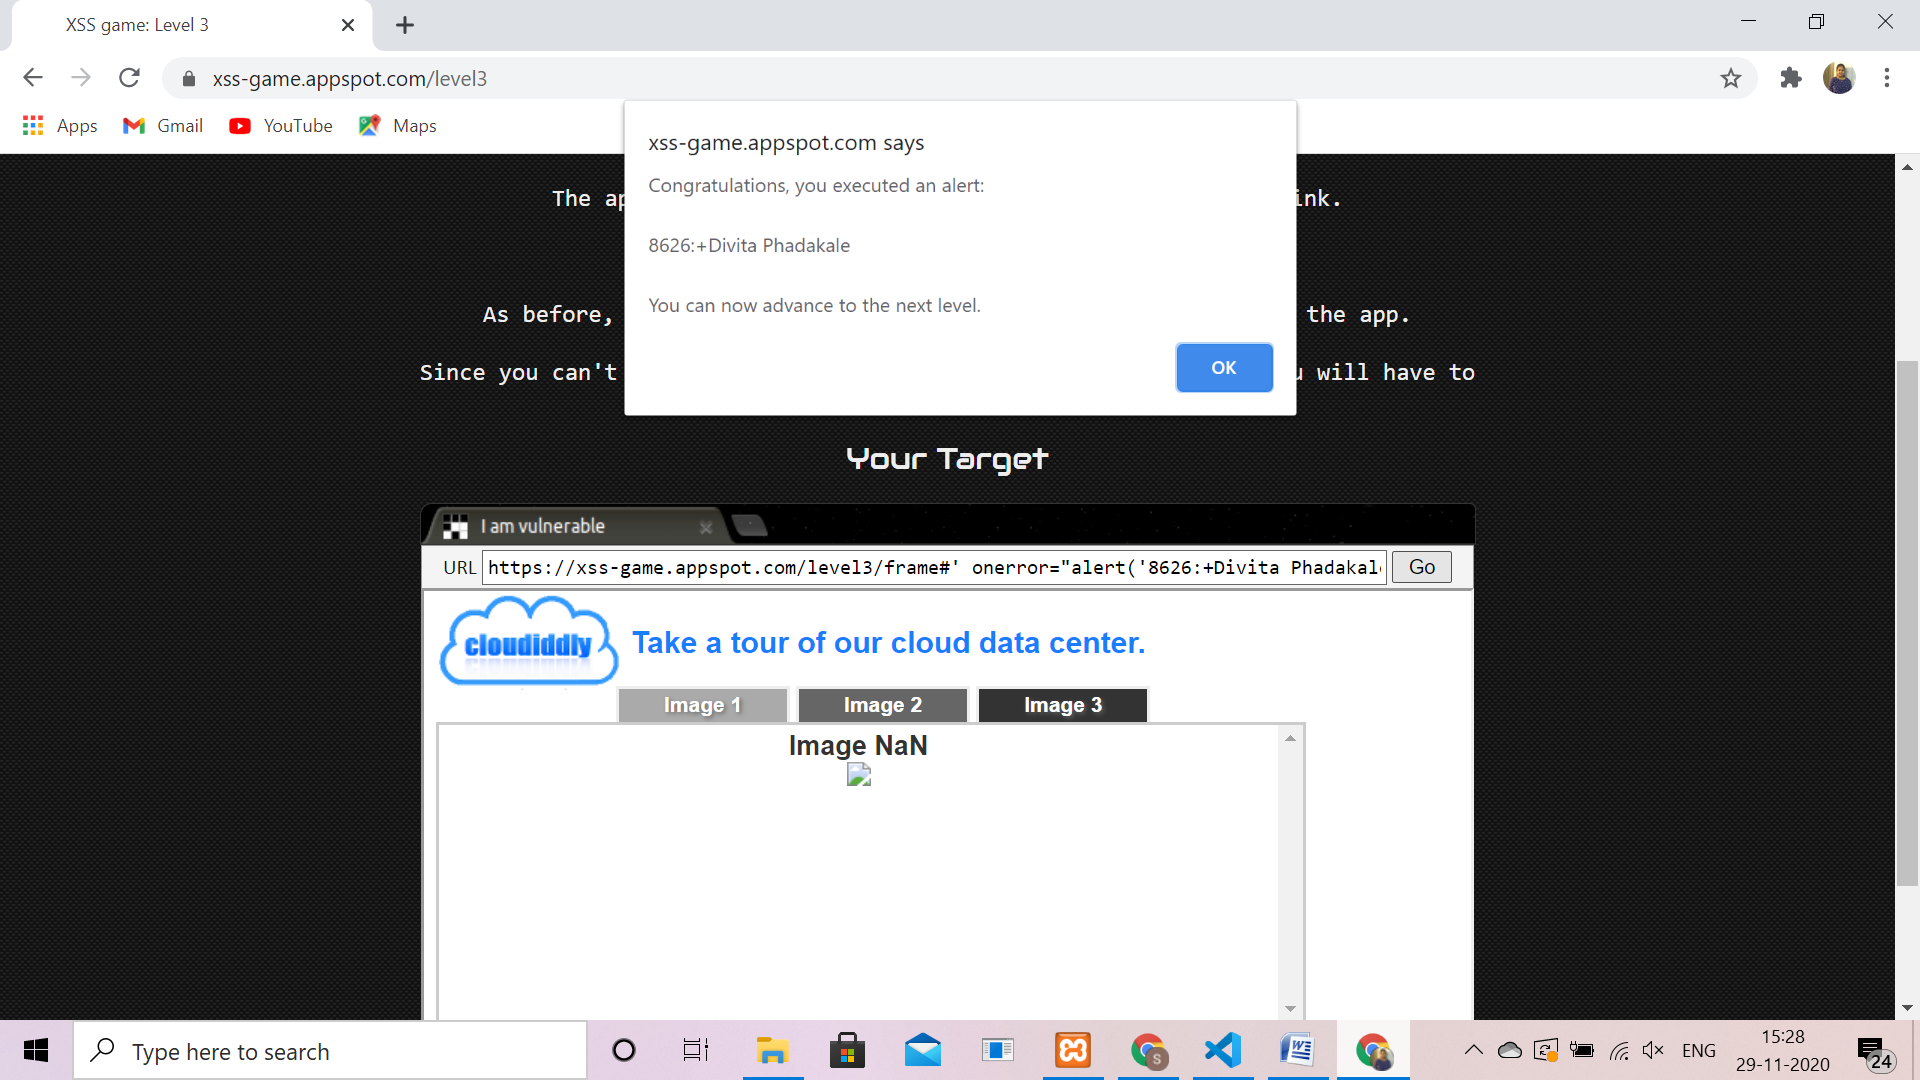 XSS game: Level 3
xss-game.appspot.com/level3
Apps
Gmail
YouTube
Maps
xss-game.appspot.com says
Congratulations, you executed an alert:
8626:+Divita Phadakale
You can now advance to the next level.
OK
The ap ink.
As before, the app.
Since you can't u will have to
Your Target
I am vulnerable
URL https://xss-game.appspot.com/level3/frame#' onerror="alert('8626:+Divita Phadakale Go
cloudiddly
Take a tour of our cloud data center.
Image 1
Image 2
Image 3
Image NaN
Type here to search
S
ENG
15:28
29-11-2020
24